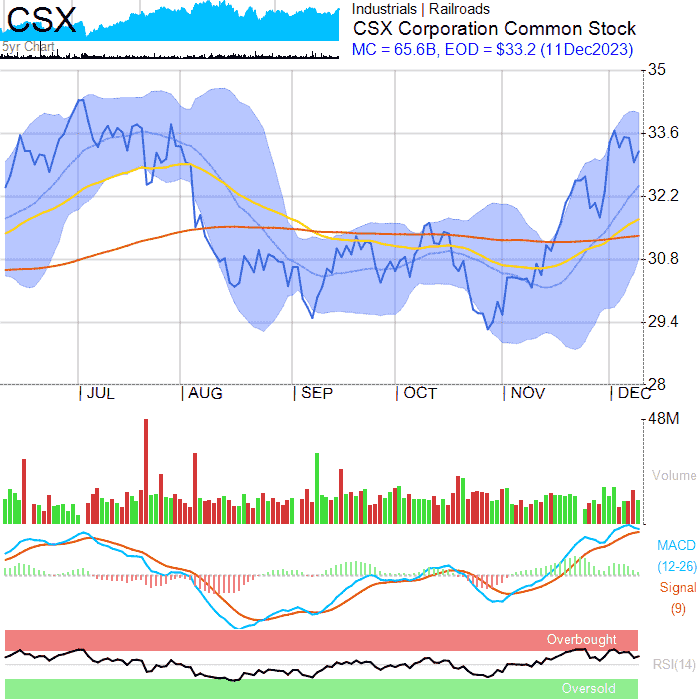 CSX
5yr Chart
Industrials | Railroads
CSX Corporation Common Stock
MC = 65.6B, EOD = $33.2 (11Dec2023)
35
33.6
32.2
30.8
29.4
28
JUL
AUG
SEP
OCT
NOV
DEC
48M
Volume
MACD
(12-26)
Signal
(9)
Overbought
RSI(14)
Oversold